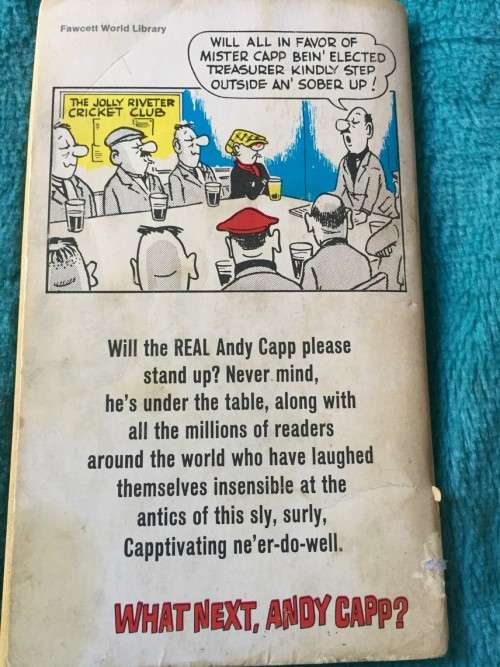 Fawcett World Library
WILL ALL IN FAVOR OF
MISTER CAPP BEIN' ELECTED
TREASURER KINDLY STEP
OUTSIDE AN' SOBER UP!
THE JOLLY RIVETER
CRICKET CLUB
Will the REAL Andy Capp please
stand up? Never mind,
he's under the table, along with
all the millions of readers
around the world who have laughed
themselves insensible at the
antics of this sly, surly,
Capptivating ne'er-do-well.
WHAT NEXT, ANDY CAPP?